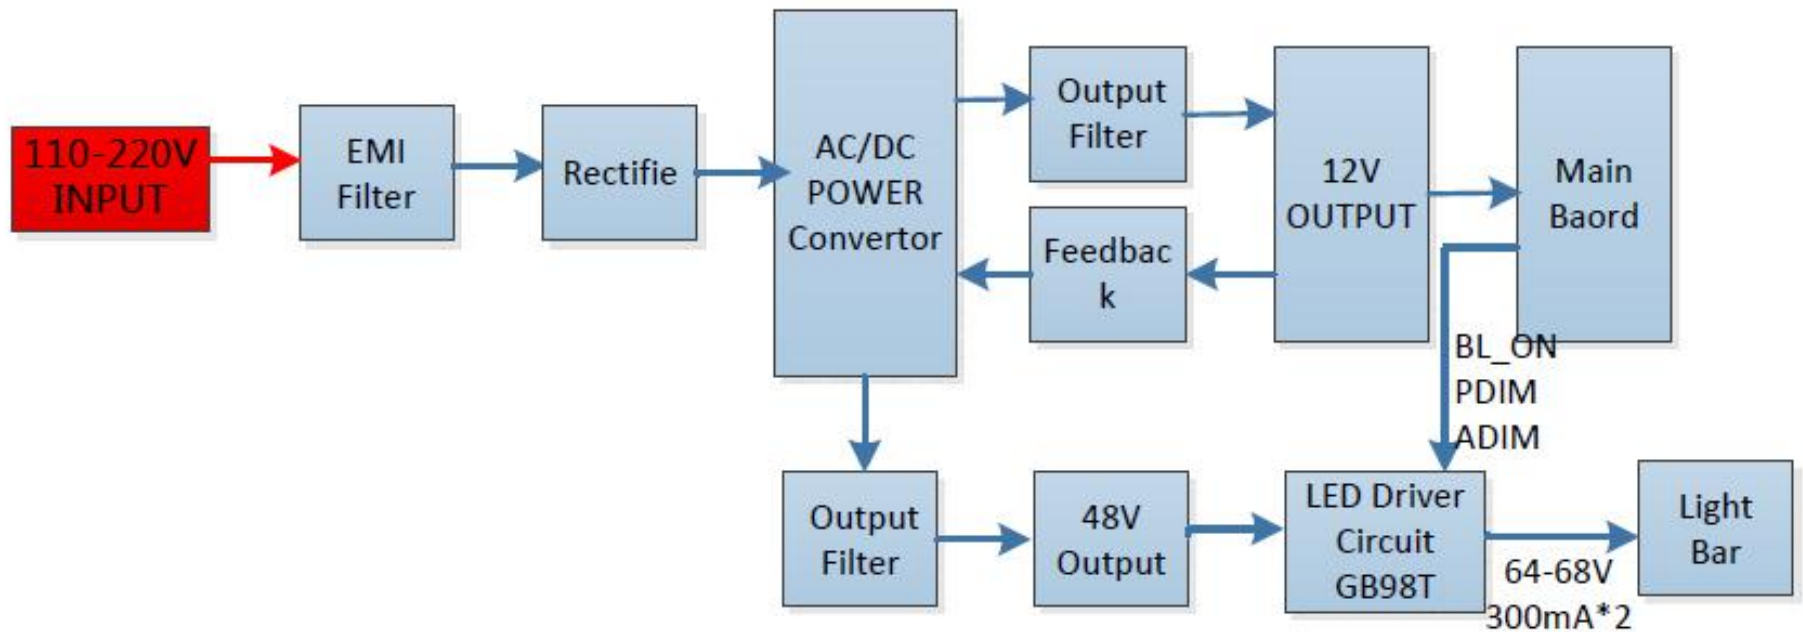 110-220V
INPUT
EMI
Filter
Rectifie
AC/DC
POWER
Convertor
Output
Filter
Feedbac
k
12V
OUTPUT
Main
Baord
BL_ON
PDIM
ADIM
Output
Filter
48V
Output
LED Driver
Circuit
GB98T
64-68V
300mA*2
Light
Bar